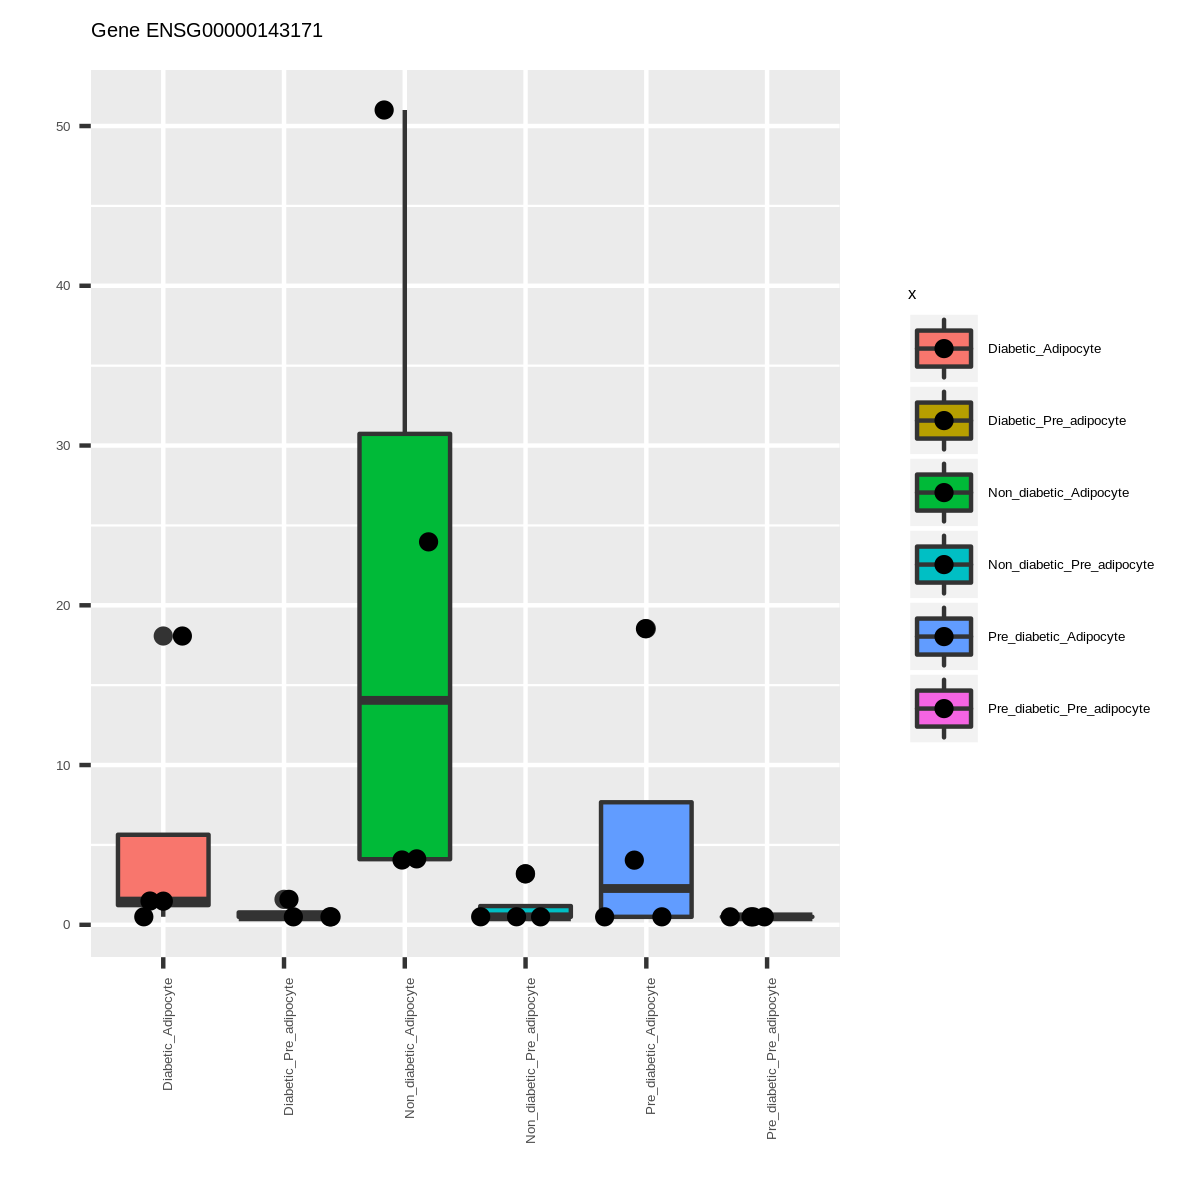 Gene ENSG00000143171
50
40
30
20
10
0
Diabetic_Adipocyte
Diabetic_Pre_adipocyte
Non_diabetic_Adipocyte
Non_diabetic_Pre_adipocyte
Pre_diabetic_Adipocyte
Pre_diabetic_Pre_adipocyte
x
Diabetic_Adipocyte
Diabetic_Pre_adipocyte
Non_diabetic_Adipocyte
Non_diabetic_Pre_adipocyte
Pre_diabetic_Adipocyte
Pre_diabetic_Pre_adipocyte